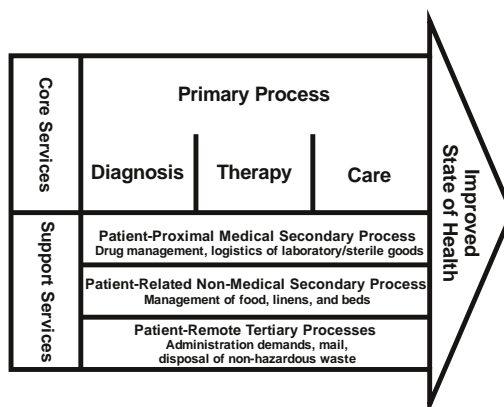 Core Services
Primary Process
Diagnosis
Therapy
Care
Support Services
Patient-Proximal Medical Secondary Process
Drug management, logistics of laboratory/sterile goods
Patient-Related Non-Medical Secondary Process
Management of food, linens, and beds
Patient-Remote Tertiary Processes
Administration demands, mail,
disposal of non-hazardous waste
Improved
State of Health